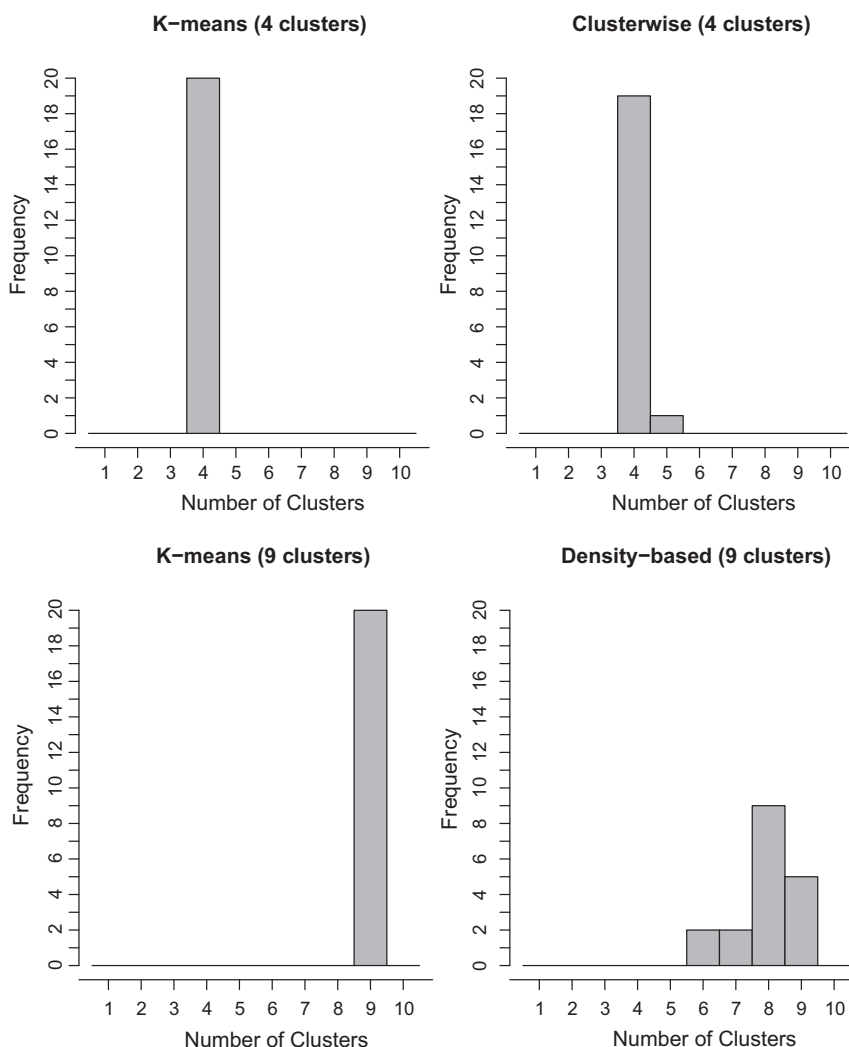 K−means (4 clusters)
Frequency
0 2 4 6 8 10 12 14 16 18 20
1 2 3 4 5 6 7 8 9 10
Number of Clusters
Clusterwise (4 clusters)
Frequency
0 2 4 6 8 10 12 14 16 18 20
1 2 3 4 5 6 7 8 9 10
Number of Clusters
K−means (9 clusters)
Frequency
0 2 4 6 8 10 12 14 16 18 20
1 2 3 4 5 6 7 8 9 10
Number of Clusters
Density−based (9 clusters)
Frequency
0 2 4 6 8 10 12 14 16 18 20
1 2 3 4 5 6 7 8 9 10
Number of Clusters